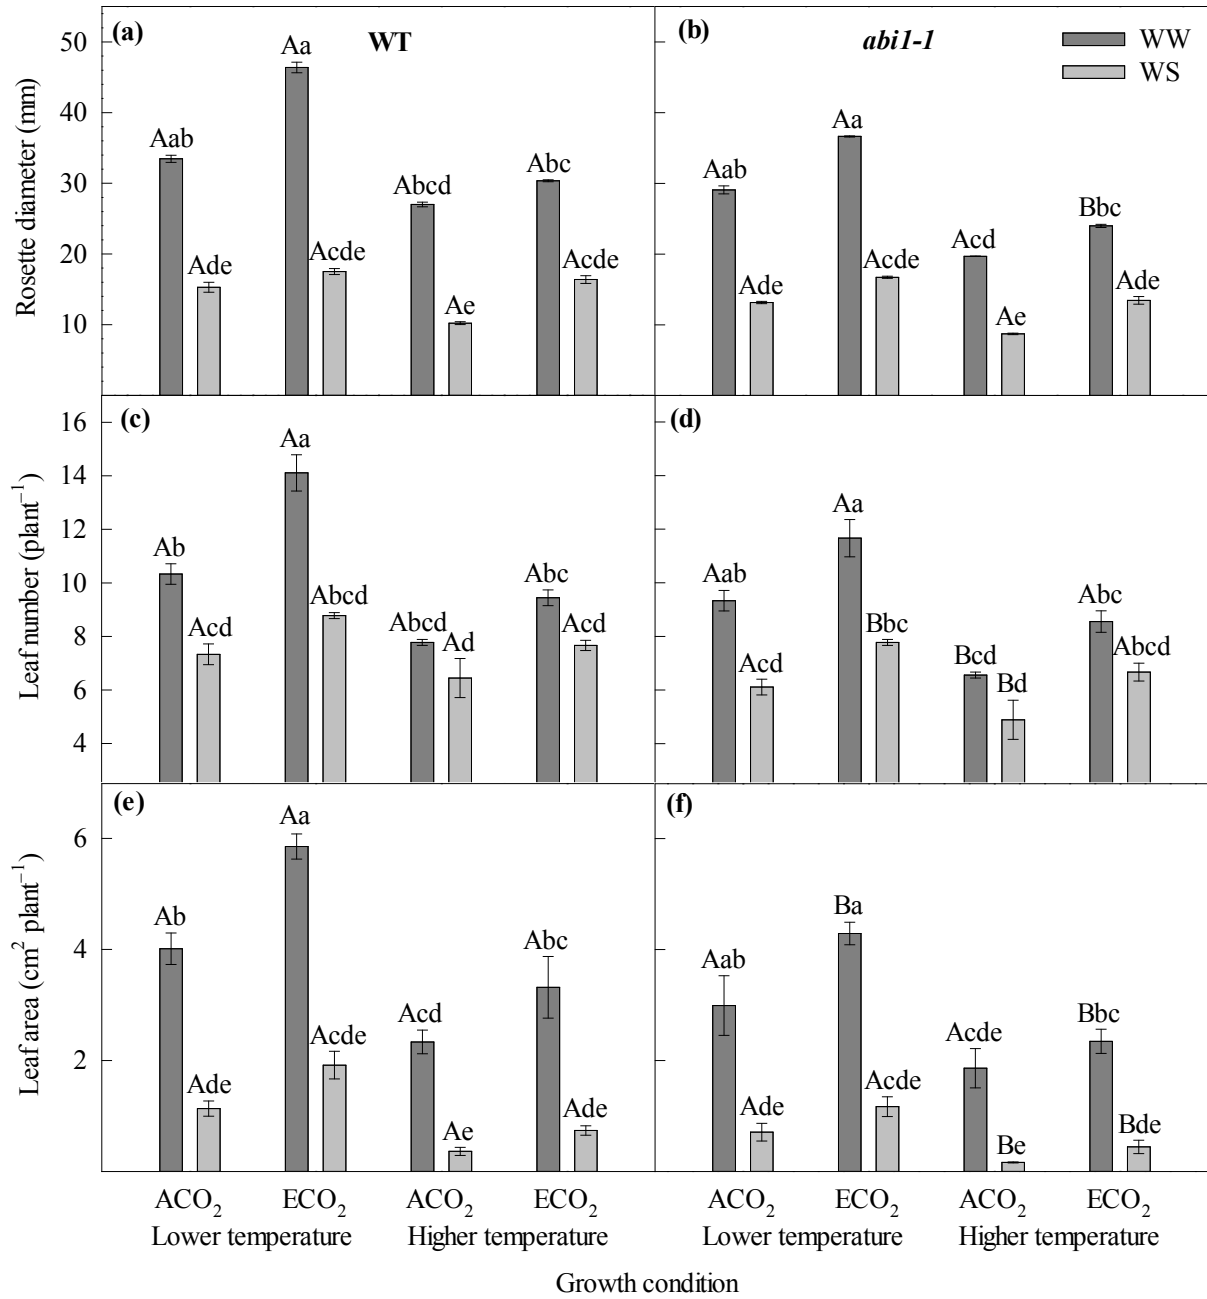 (a) WT
(b) abi1-1
WW
WS
Rosette diameter (mm)
50
40
30
20
10
Aab
Ade
Aa
Acde
Abcd
Ae
Abc
Acde
Aab
Ade
Aa
Acde
Acd
Ae
Bbc
Ade
(c)
(d)
Leaf number (plant⁻¹)
16
14
12
10
8
6
4
Ab
Acd
Aa
Abcd
Abcd
Ad
Abc
Acd
Aab
Acd
Aa
Bbc
Bcd
Bd
Abc
Abcd
(e)
(f)
Leaf area (cm² plant⁻¹)
6
4
2
Ab
Ade
Aa
Acde
Acd
Ae
Abc
Ade
Aab
Ade
Ba
Acde
Acde
Be
Bbc
Bde
ACO₂ ECO₂ ACO₂ ECO₂ ACO₂ ECO₂ ACO₂ ECO₂
Lower temperature Higher temperature Lower temperature Higher temperature
Growth condition